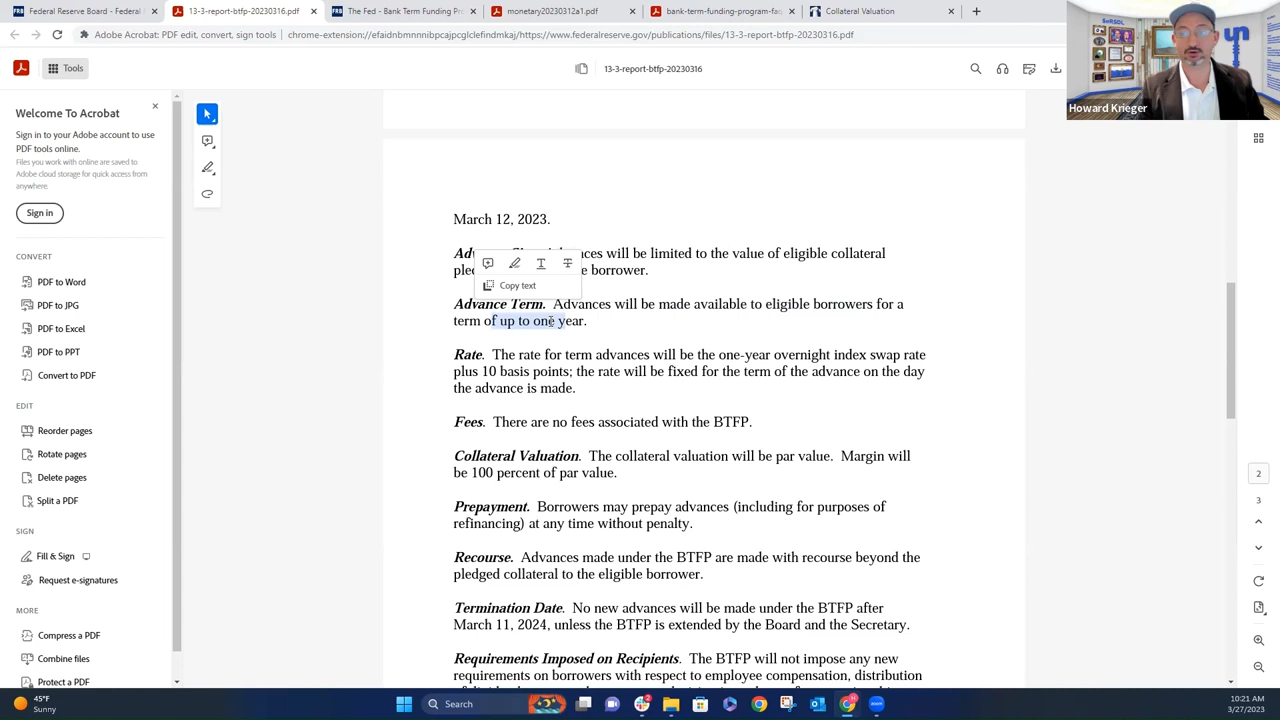 Federal Reserve Board - Federal
13-3-report-btfp-20230316.pdf
The Fed - Bank Term Funding Pro
monetary20230312a1.pdf
bank-term-funding-program-faq
Collateral Valuation
Adobe Acrobat: PDF edit, convert, sign tools
chrome-extension://efaidnbmnnnibpcajpcglclefindmkaj/https://www.federalreserve.gov/publications/files/13-3-report-btfp-20230316.pdf
SeRSDL
Howard Krieger
Tools
13-3-report-btfp-20230316
Welcome To Acrobat
Sign in to your Adobe account to use
PDF tools online.
Files you work with online are saved to
Adobe cloud storage for quick access from
anywhere.
Sign in
CONVERT
PDF to Word
PDF to JPG
PDF to Excel
PDF to PPT
Convert to PDF
EDIT
Reorder pages
Rotate pages
Delete pages
Split a PDF
SIGN
Fill & Sign
Request e-signatures
MORE
Compress a PDF
Combine files
Protect a PDF
March 12, 2023.
will be limited to the value of eligible collateral
borrower.
Copy text
Advance Term. Advances will be made available to eligible borrowers for a
term of up to one year.
Rate. The rate for term advances will be the one-year overnight index swap rate
plus 10 basis points; the rate will be fixed for the term of the advance on the day
the advance is made.
Fees. There are no fees associated with the BTFP.
Collateral Valuation. The collateral valuation will be par value. Margin will
be 100 percent of par value.
Prepayment. Borrowers may prepay advances (including for purposes of
refinancing) at any time without penalty.
Recourse. Advances made under the BTFP are made with recourse beyond the
pledged collateral to the eligible borrower.
Termination Date. No new advances will be made under the BTFP after
March 11, 2024, unless the BTFP is extended by the Board and the Secretary.
Requirements Imposed on Recipients. The BTFP will not impose any new
requirements on borrowers with respect to employee compensation, distribution
2
3
45°F
Sunny
Search
10:21 AM
3/27/2023